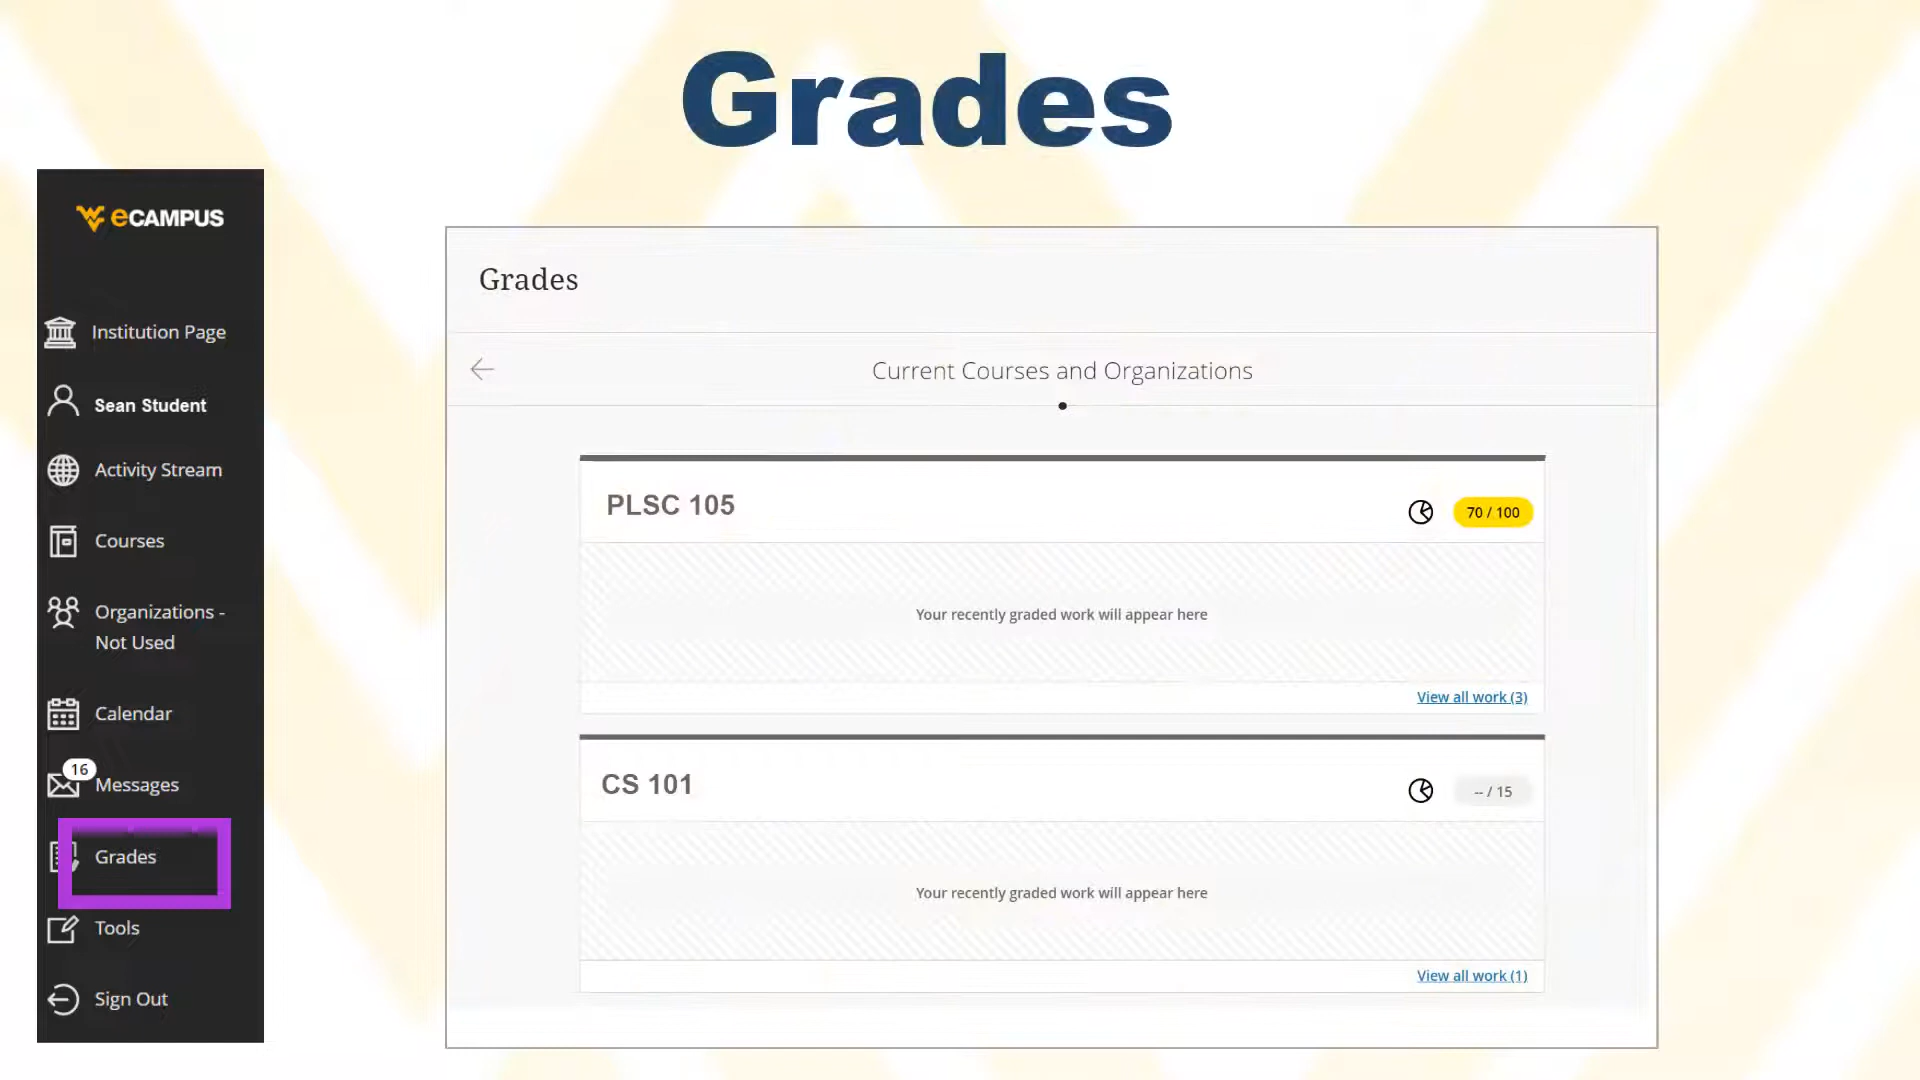 Grades
eCAMPUS
Institution Page
Sean Student
Activity Stream
Courses
Organizations -
Not Used
Calendar
16
Messages
Grades
Tools
Sign Out
Grades
Current Courses and Organizations
PLSC 105
70 / 100
Your recently graded work will appear here
View all work (3)
CS 101
-- / 15
Your recently graded work will appear here
View all work (1)